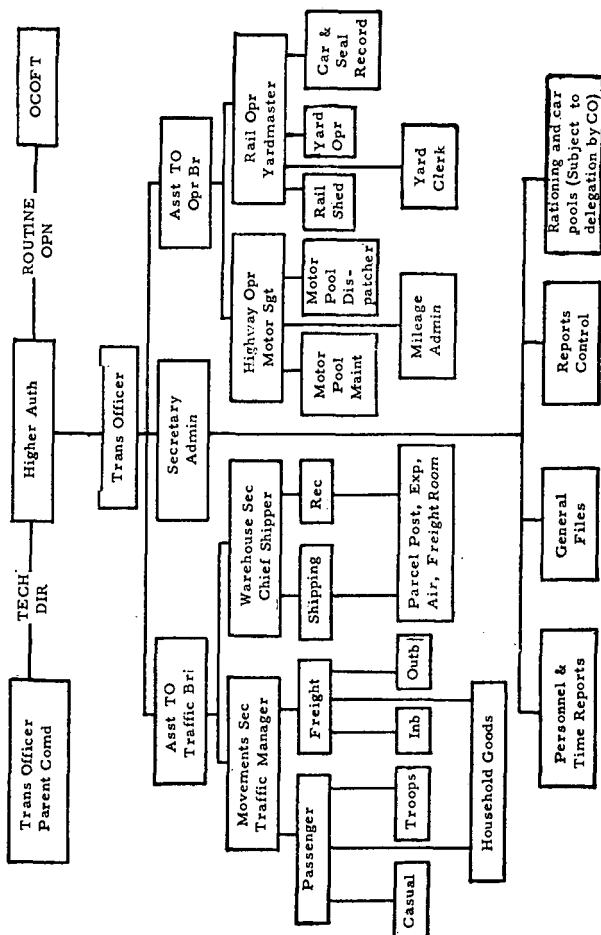 Trans Officer
Parent Comd
TECH
DIR
Higher Auth
ROUTINE
OPN
OCOFT
Trans Officer
Asst TO
Traffic Bri
Secretary
Admin
Asst TO
Opr Br
Movements Sec
Traffic Manager
Warehouse Sec
Chief Shipper
Highway Opr
Motor Sgt
Rail Opr
Yardmaster
Passenger
Freight
Shipping
Rec
Motor
Pool
Maint
Motor
Pool Dis-
patcher
Rail
Shed
Yard
Opr
Car &
Seal
Record
Casual
Troops
Inb
Outb
Parcel Post, Exp,
Air, Freight Room
Mileage
Admin
Yard
Clerk
Household Goods
Personnel &
Time Reports
General
Files
Reports
Control
Rationing and car
pools (Subject to
delegation by CO)